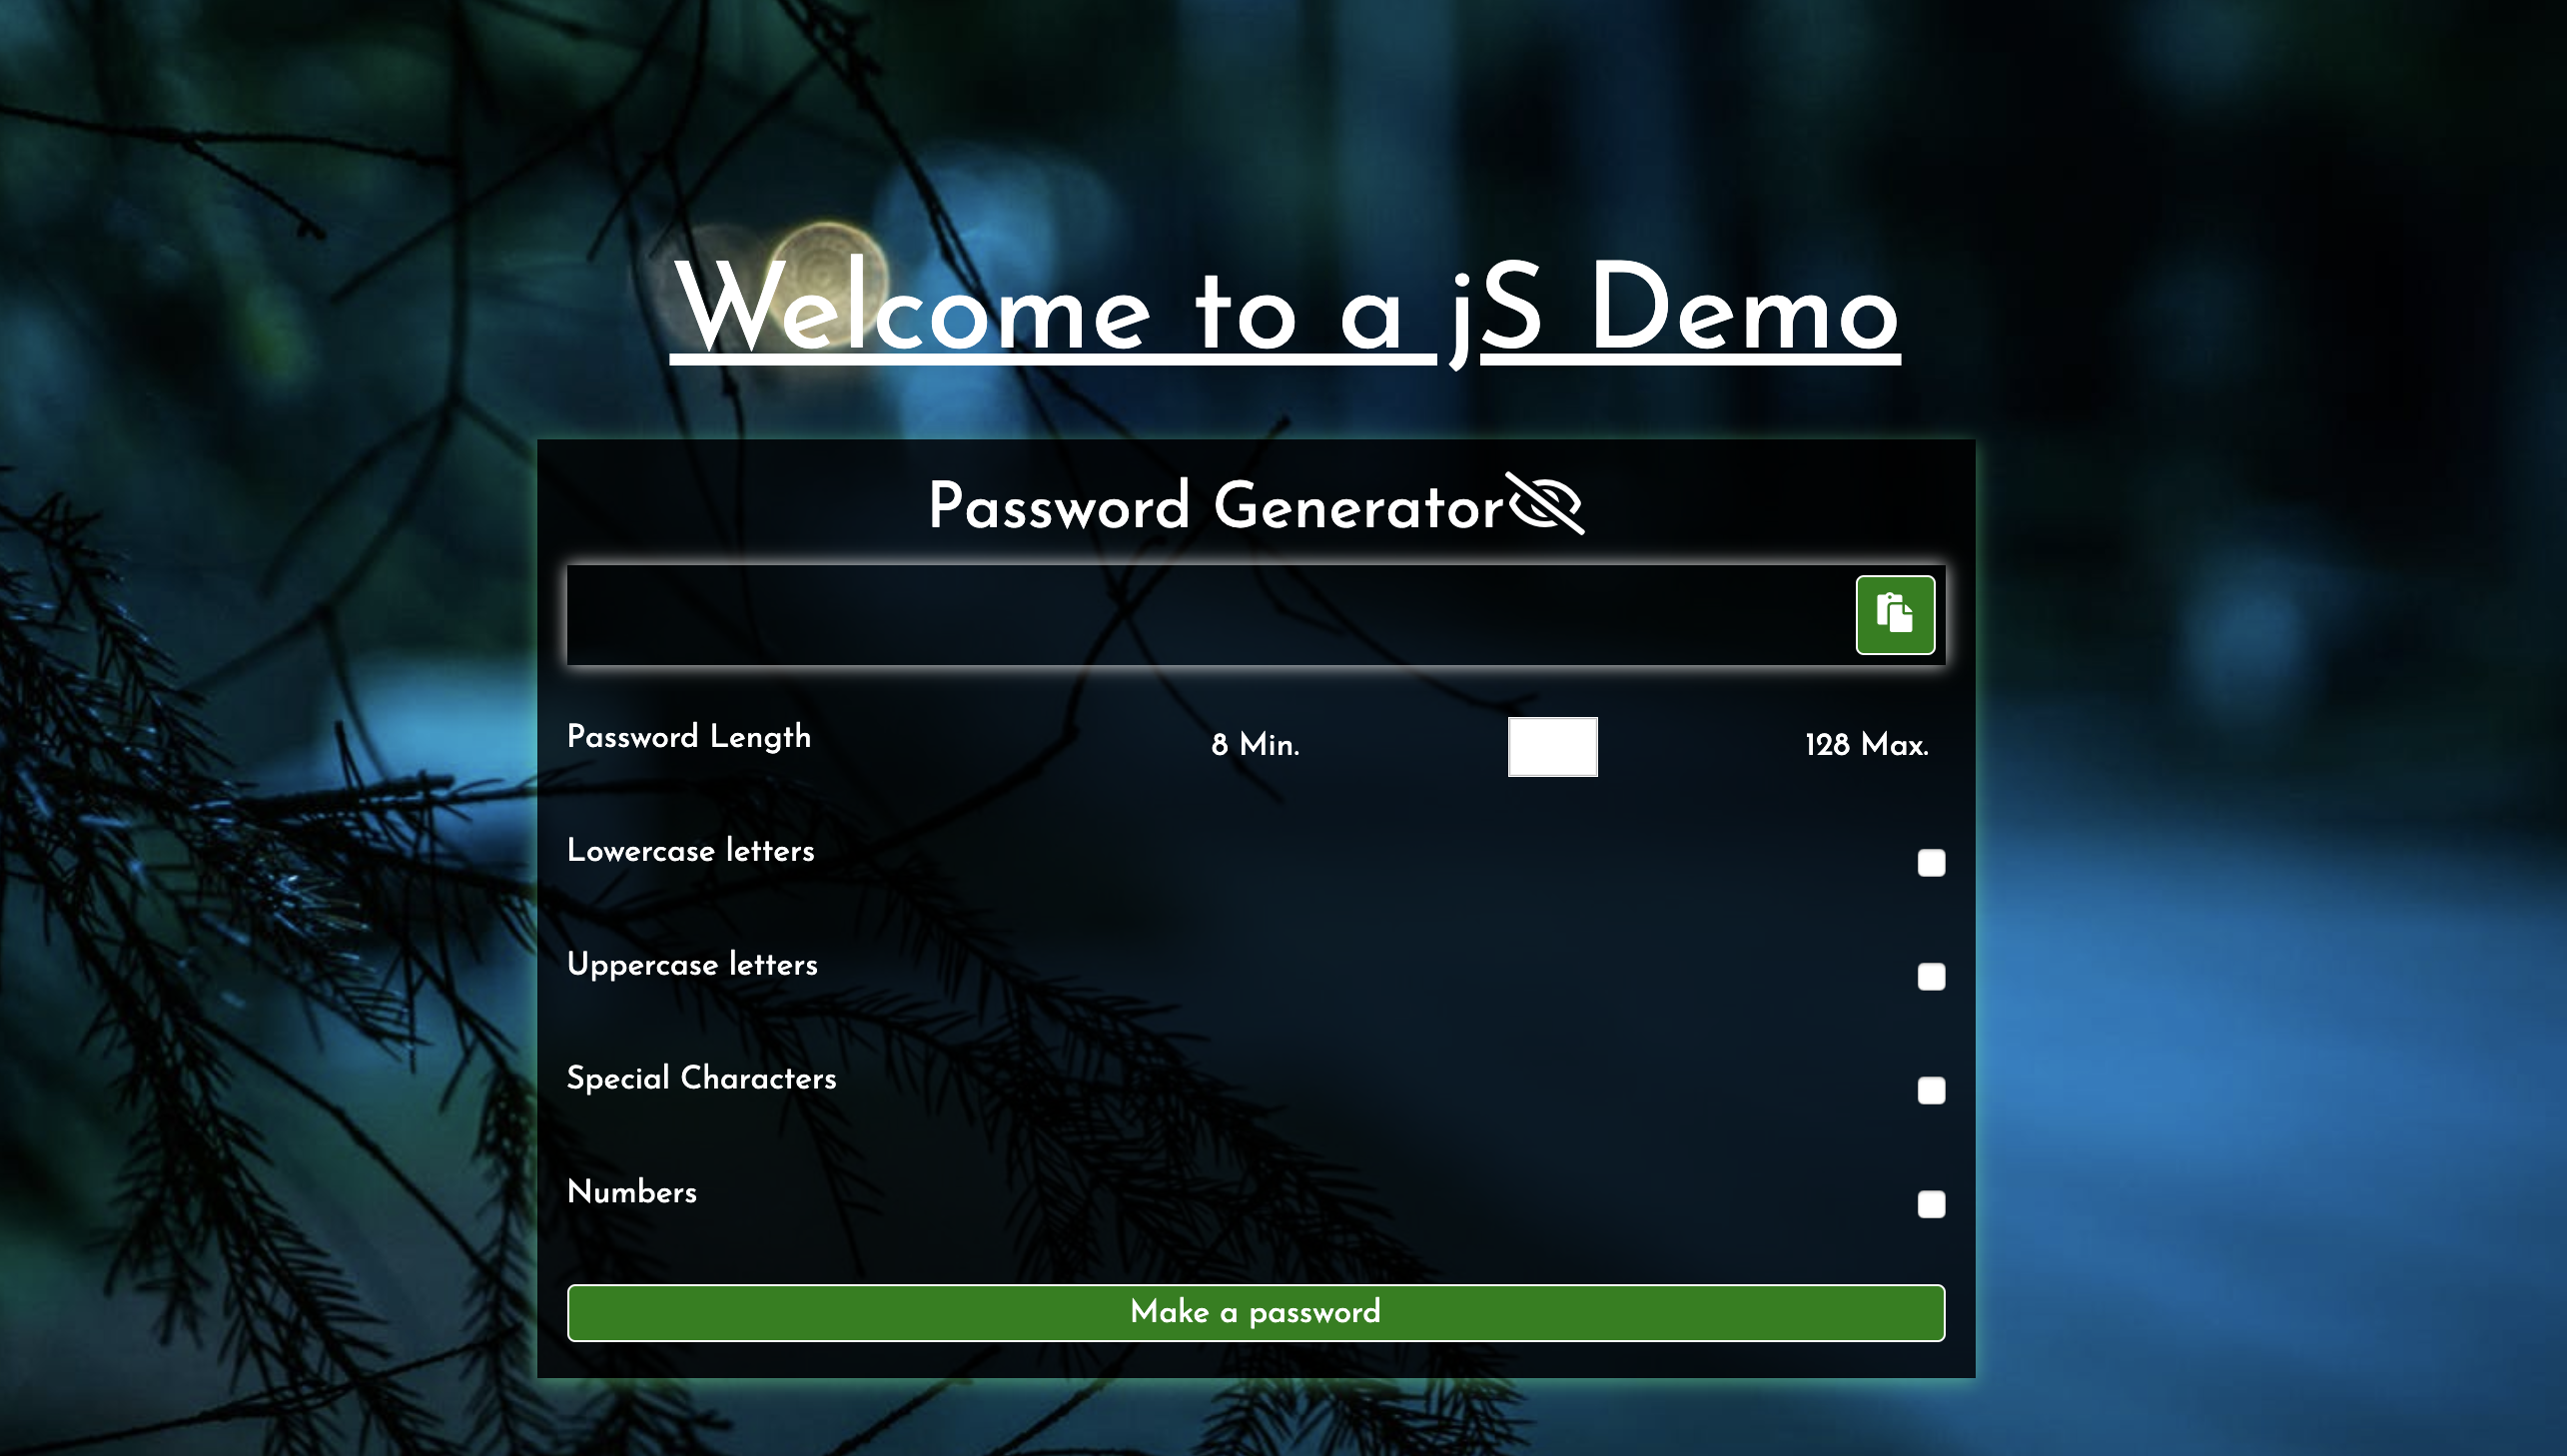 Welcome to a jS Demo
Password Generator
Password Length 8 Min. 128 Max.
Lowercase letters
Uppercase letters
Special Characters
Numbers
Make a password